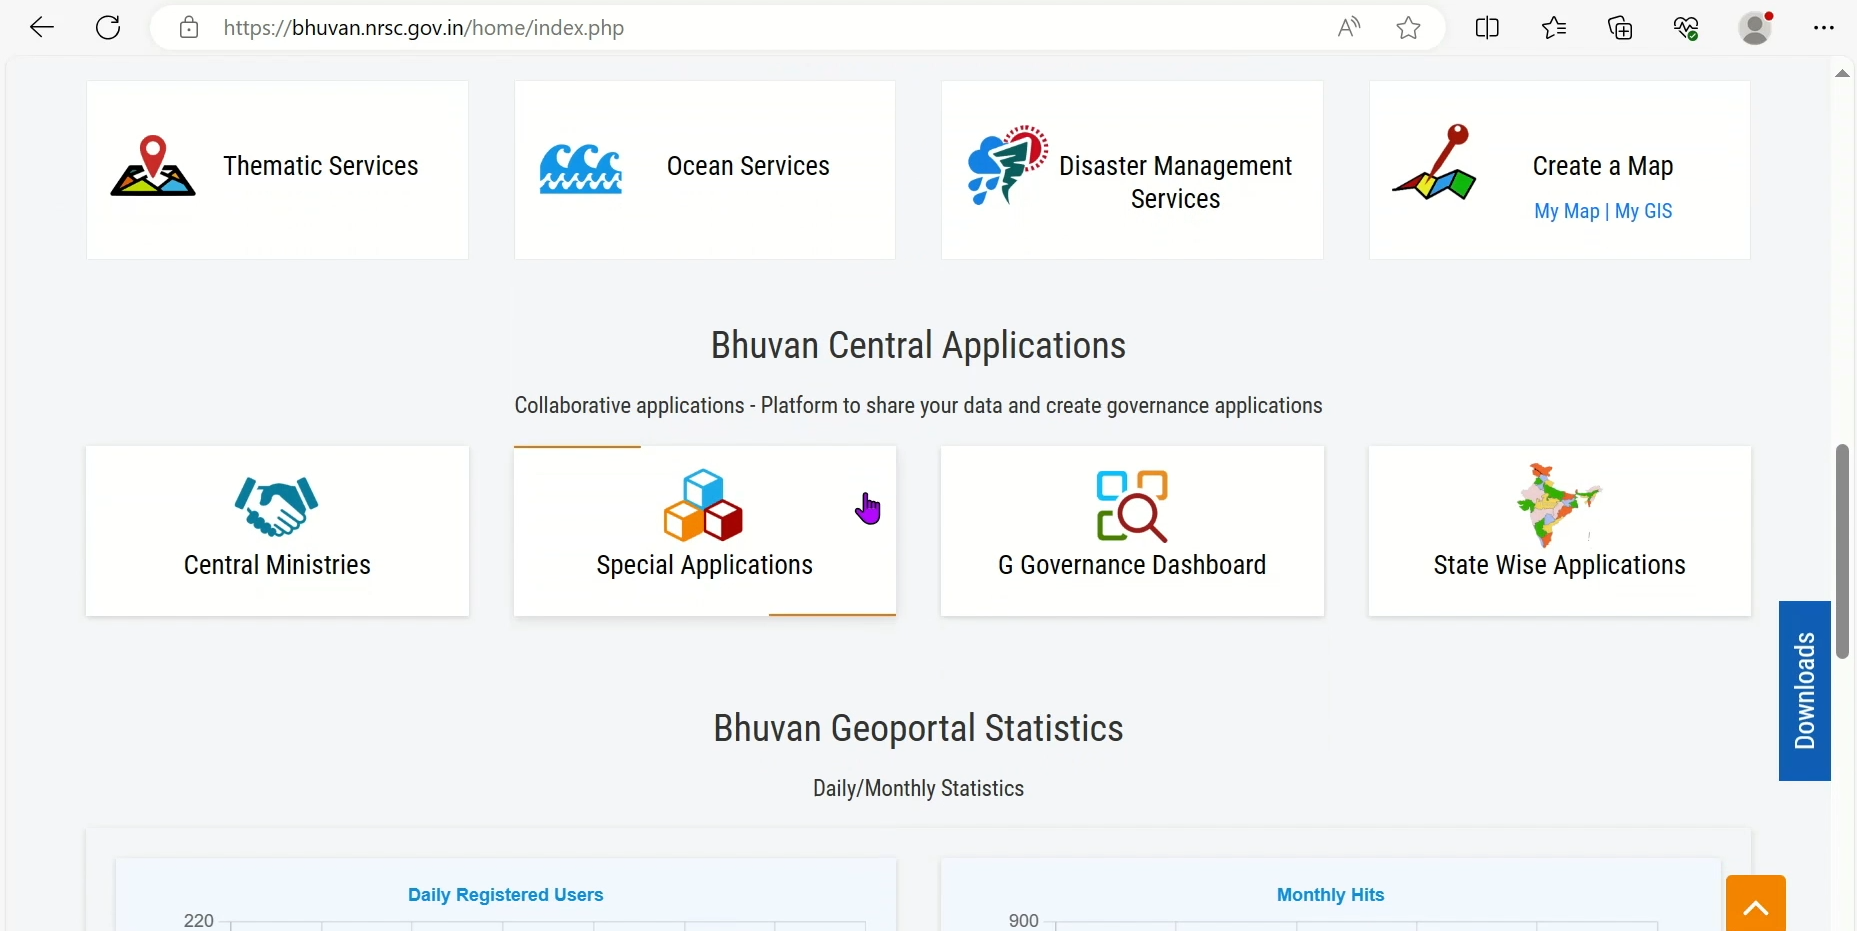 https://bhuvan.nrsc.gov.in/home/index.php
Thematic Services
Ocean Services
Disaster Management
Services
Create a Map
My Map | My GIS
Bhuvan Central Applications
Collaborative applications - Platform to share your data and create governance applications
Central Ministries
Special Applications
G Governance Dashboard
State Wise Applications
Downloads
Bhuvan Geoportal Statistics
Daily/Monthly Statistics
Daily Registered Users
220
Monthly Hits
900